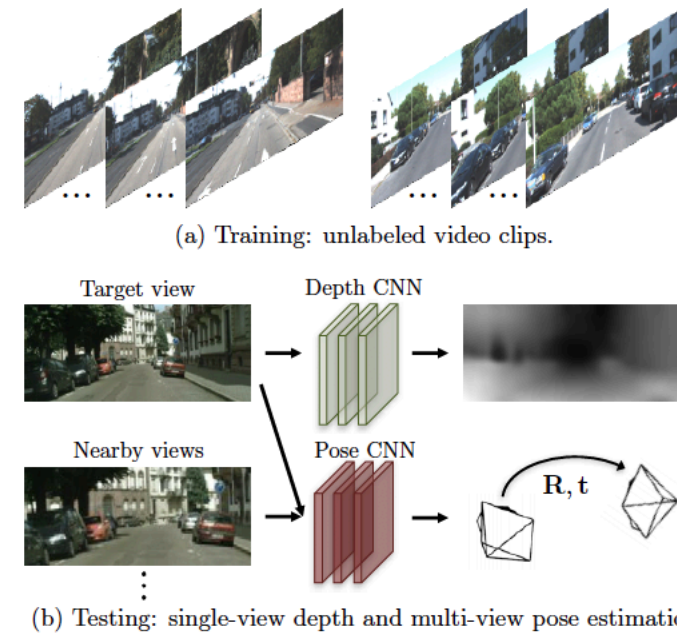 ... ... ... ...
(a) Training: unlabeled video clips.
Target view
Depth CNN
Nearby views
Pose CNN
R, t
(b) Testing: single-view depth and multi-view pose estimatic